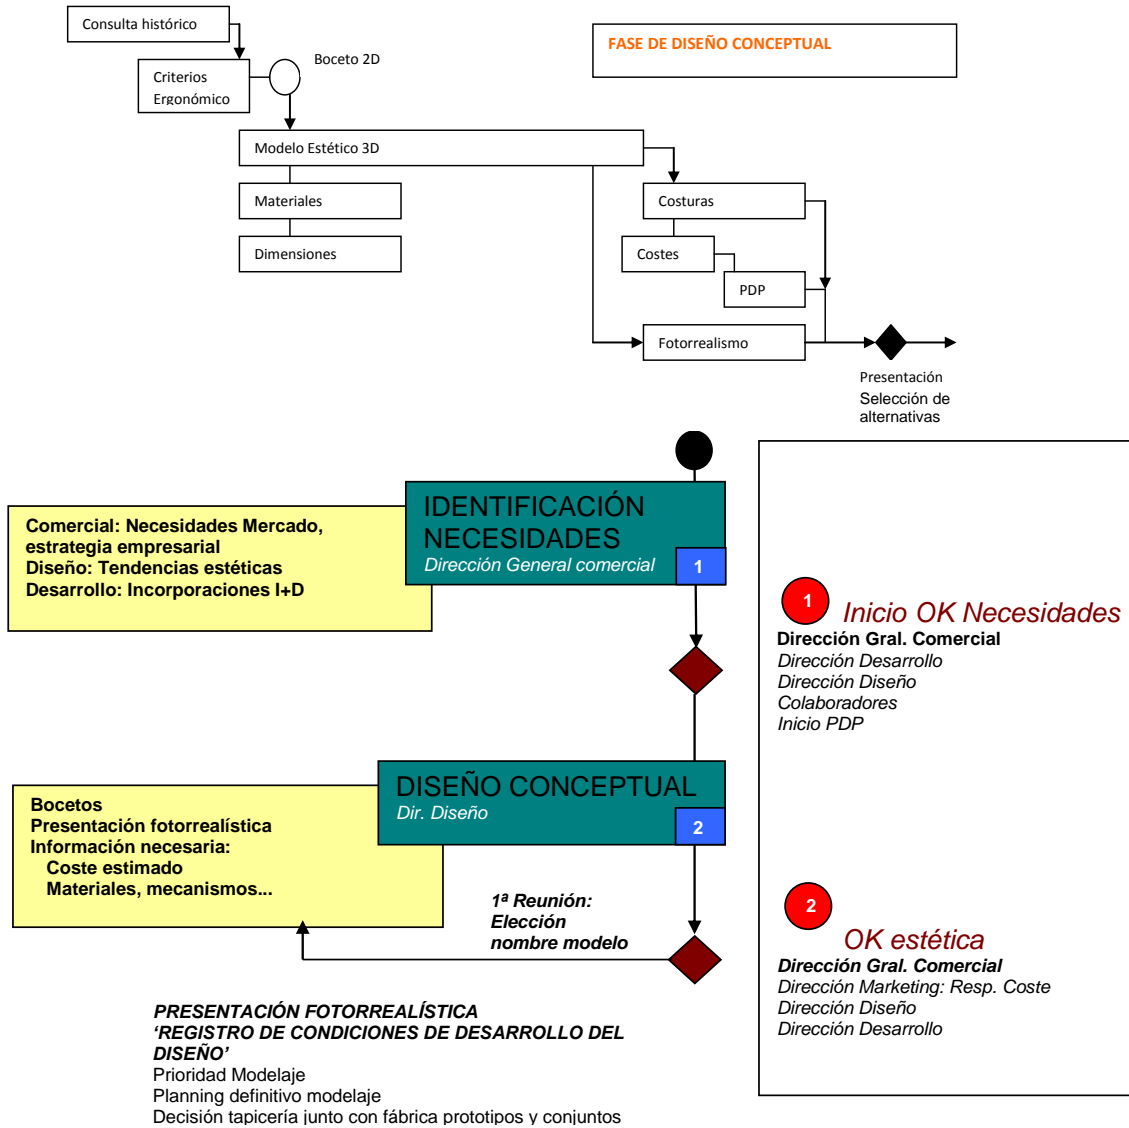 Consulta histórico
FASE DE DISEÑO CONCEPTUAL
Boceto 2D
Criterios
Ergonómico
Modelo Estético 3D
Materiales
Costuras
Dimensiones
Costes
PDP
Fotorrealismo
Presentación
Selección de
alternativas
IDENTIFICACIÓN
NECESIDADES
Dirección General comercial
1
Comercial: Necesidades Mercado,
estrategia empresarial
Diseño: Tendencias estéticas
Desarrollo: Incorporaciones I+D
1
Inicio OK Necesidades
Dirección Gral. Comercial
Dirección Desarrollo
Dirección Diseño
Colaboradores
Inicio PDP
DISEÑO CONCEPTUAL
Dir. Diseño
2
Bocetos
Presentación fotorrealística
Información necesaria:
Coste estimado
Materiales, mecanismos...
1ª Reunión:
Elección
nombre modelo
2
OK estética
Dirección Gral. Comercial
Dirección Marketing: Resp. Coste
Dirección Diseño
Dirección Desarrollo
PRESENTACIÓN FOTORREALÍSTICA
‘REGISTRO DE CONDICIONES DE DESARROLLO DEL
DISEÑO’
Prioridad Modelaje
Planning definitivo modelaje
Decisión tapicería junto con fábrica prototipos y conjuntos